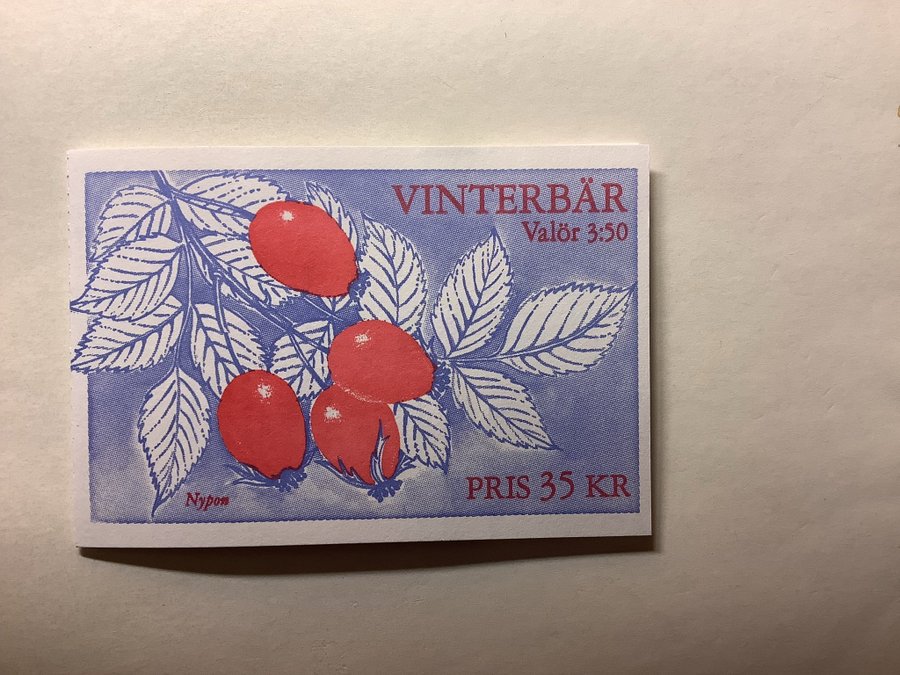 VINTERBÄR
Valör 3:50
PRIS 35 KR
Nypon